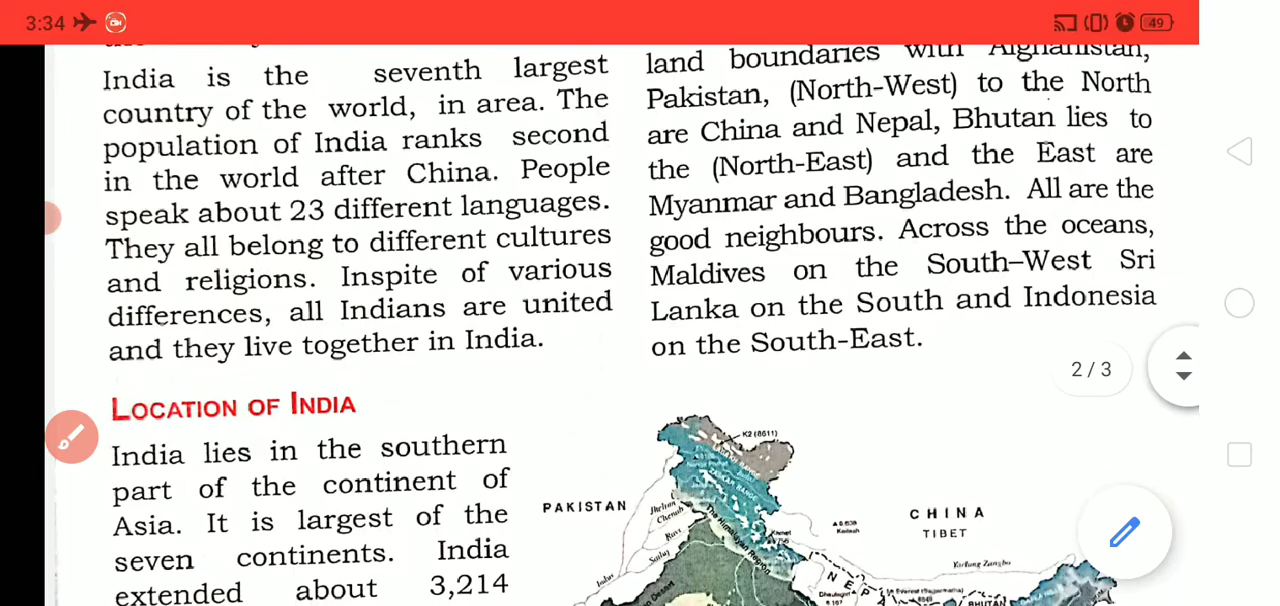 3:34
49
India is the seventh largest
country of the world, in area. The
population of India ranks second
in the world after China. People
speak about 23 different languages.
They all belong to different cultures
and religions. Inspite of various
differences, all Indians are united
and they live together in India.
LOCATION OF INDIA
India lies in the southern
part of the continent of
Asia. It is largest of the
seven continents. India
extended about 3,214
land boundaries with Afghanistan,
Pakistan, (North-West) to the North
are China and Nepal, Bhutan lies to
the (North-East) and the East are
Myanmar and Bangladesh. All are the
good neighbours. Across the oceans,
Maldives on the South–West Sri
Lanka on the South and Indonesia
on the South-East.
2 / 3
K2 (8611)
PAKISTAN
Jhelum
Chenab
Ravi
Satluj
Indus
The Himalayan Region
CHINA
TIBET
NEPA
BHUTAN